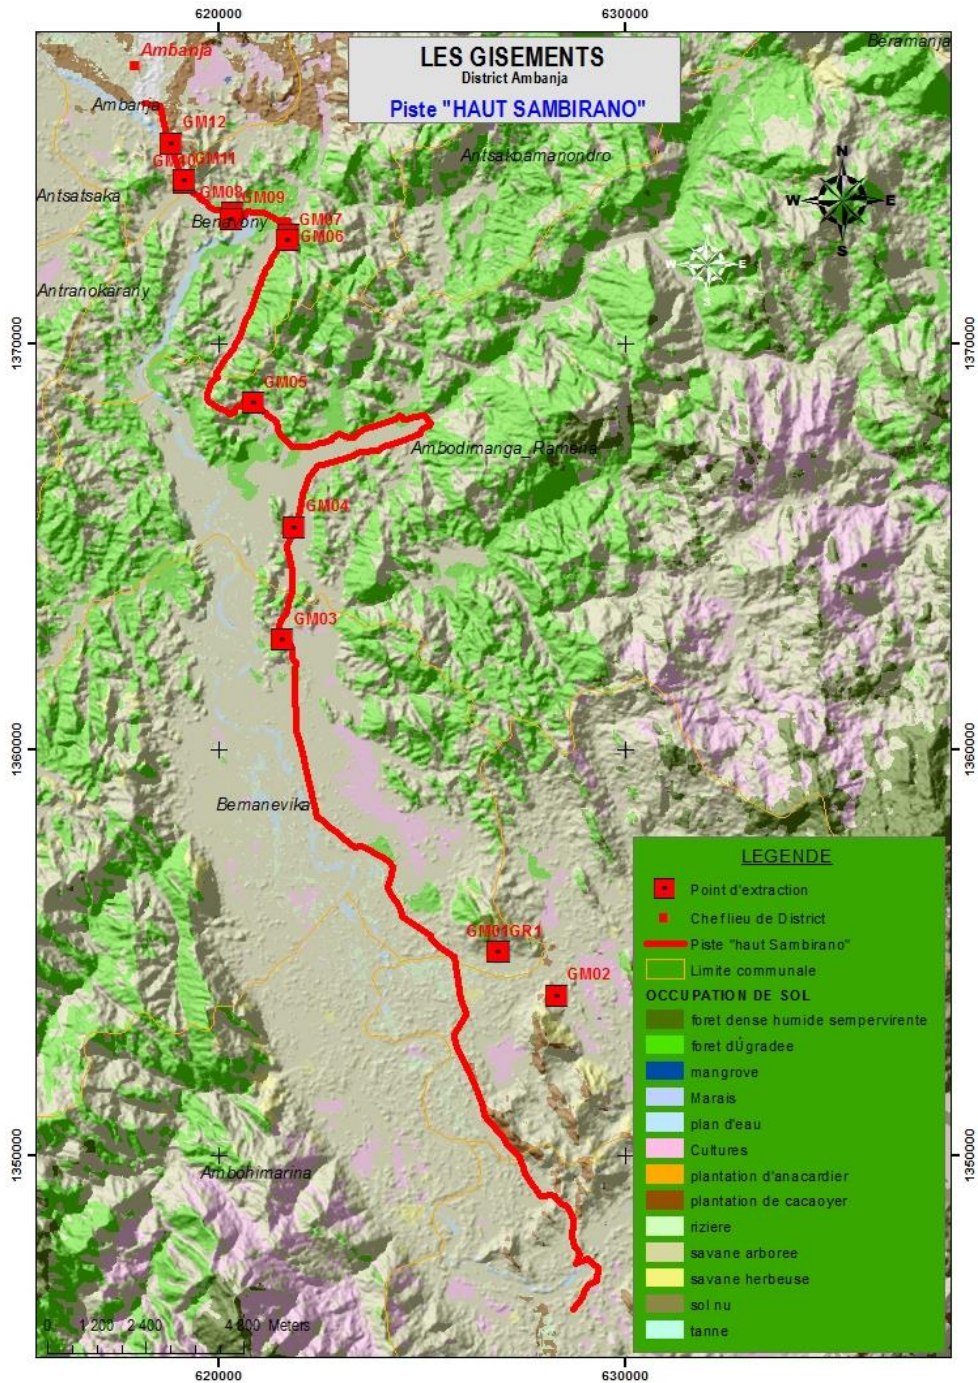 620000
630000
LES GISEMENTS
District Ambanja
Piste "HAUT SAMBIRANO"
Beramanja
Ambanja
Ambanja
GM12
GM10
GM11
Antsakoamanondro
N
W
E
S
Antsatsaka
GM08
GM09
Benavony
GM07
GM06
N
W
E
S
Antranokarany
1370000
1370000
GM05
Ambodimanga_Ramena
GM04
GM03
1360000
1360000
Bemanevika
GM01GR1
GM02
1350000
1350000
Ambohimarina
LEGENDE
Point d'extraction
Chef lieu de District
Piste "haut Sambirano"
Limite communale
OCCUPATION DE SOL
foret dense humide sempervirente
foret dÚgradee
mangrove
Marais
plan d'eau
Cultures
plantation d'anacardier
plantation de cacaoyer
riziere
savane arboree
savane herbeuse
sol nu
tanne
0 1 200 2 400 4 800 Meters
620000
630000